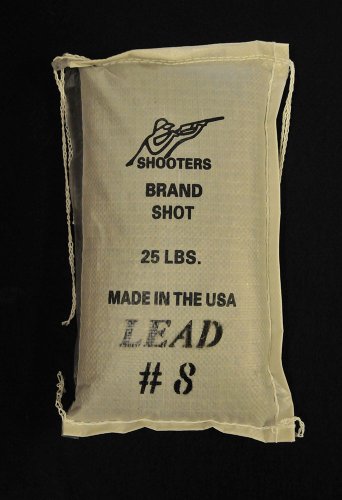 SHOOTERS
BRAND
SHOT
25 LBS.
MADE IN THE USA
LEAD
# 8